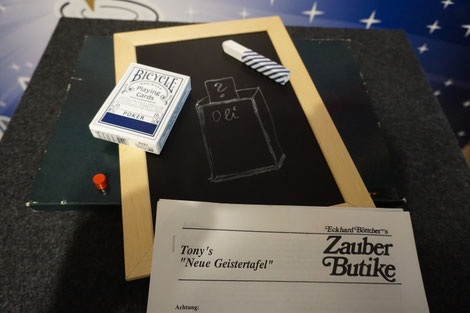 BICYCLE
Playing
Cards
POKER
?
Oli
Eckhard Böttcher's
Zauber
Butike
Tony's
"Neue Geistertafel"
Achtung: